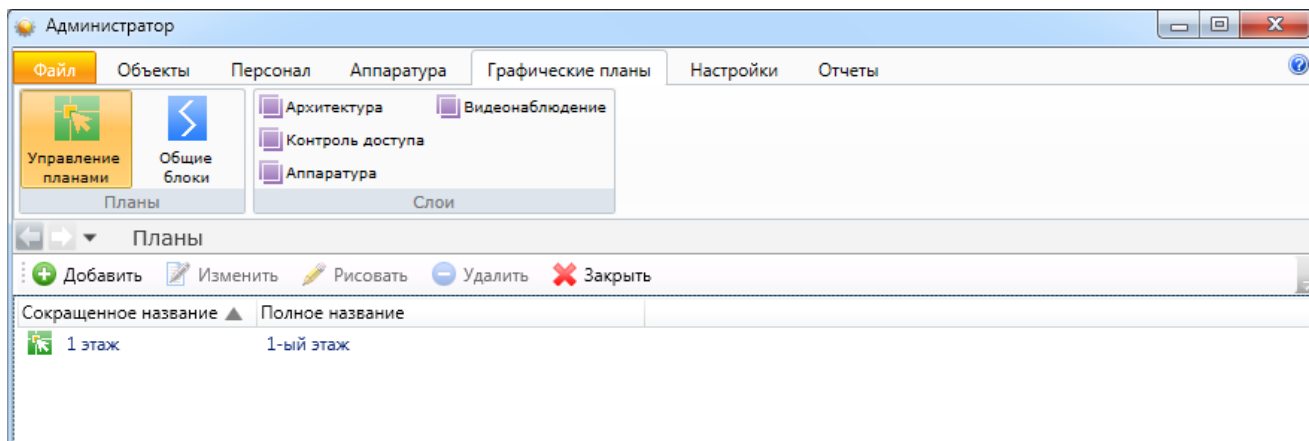 Администратор
Файл Объекты Персонал Аппаратура Графические планы Настройки Отчеты
Архитектура Видеонаблюдение
Контроль доступа
Управление Общие
планами блоки Аппаратура
Планы Слои
Планы
Добавить Изменить Рисовать Удалить Закрыть
Сокращенное название Полное название
1 этаж 1-ый этаж